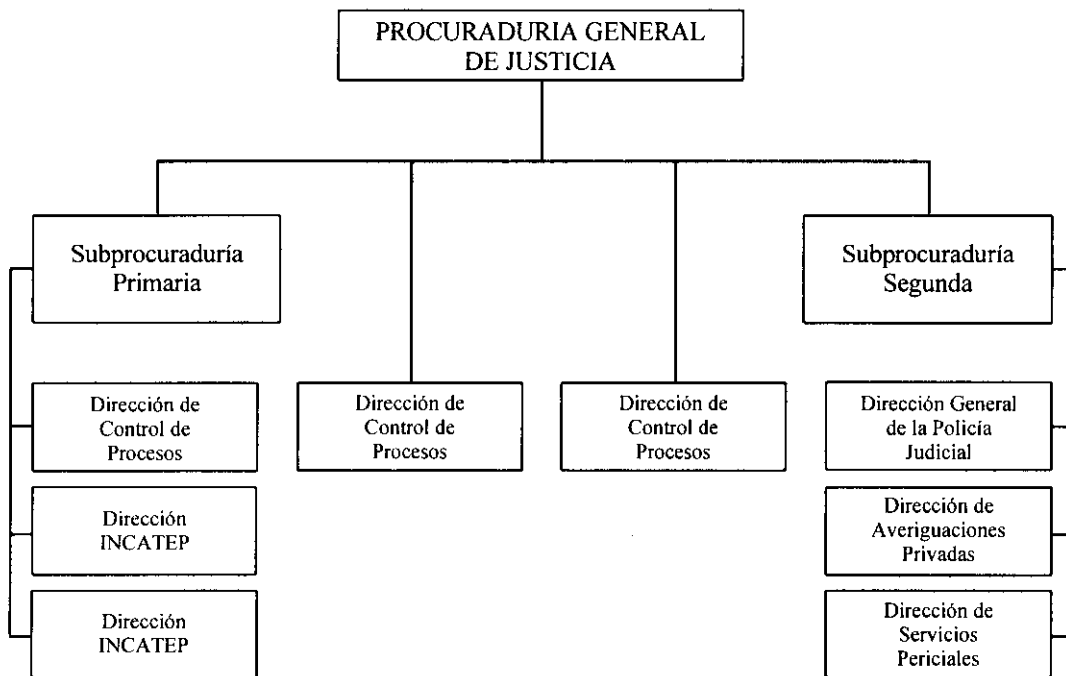 PROCURADURIA GENERAL
DE JUSTICIA
Subprocuraduría
Primaria
Subprocuraduría
Segunda
Dirección de
Control de
Procesos
Dirección de
Control de
Procesos
Dirección de
Control de
Procesos
Dirección General
de la Policía
Judicial
Dirección
INCATEP
Dirección de
Averiguaciones
Privadas
Dirección
INCATEP
Dirección de
Servicios
Periciales